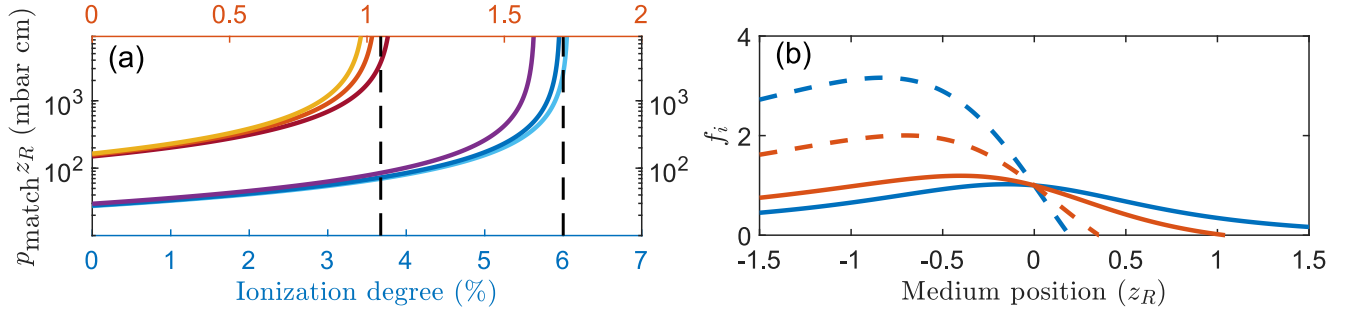 0 0.5 1 1.5 2
(a)
p_match z_R (mbar cm)
10^3
10^2
10^3
10^2
0 1 2 3 4 5 6 7
Ionization degree (%)
(b)
f_i
4
2
0
-1.5 -1 -0.5 0 0.5 1 1.5
Medium position (z_R)